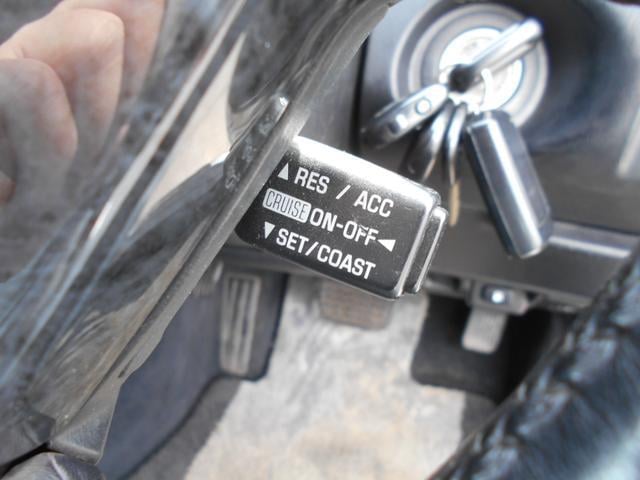 ▲ RES / ACC
CRUISE ON-OFF ◄
▼ SET/COAST